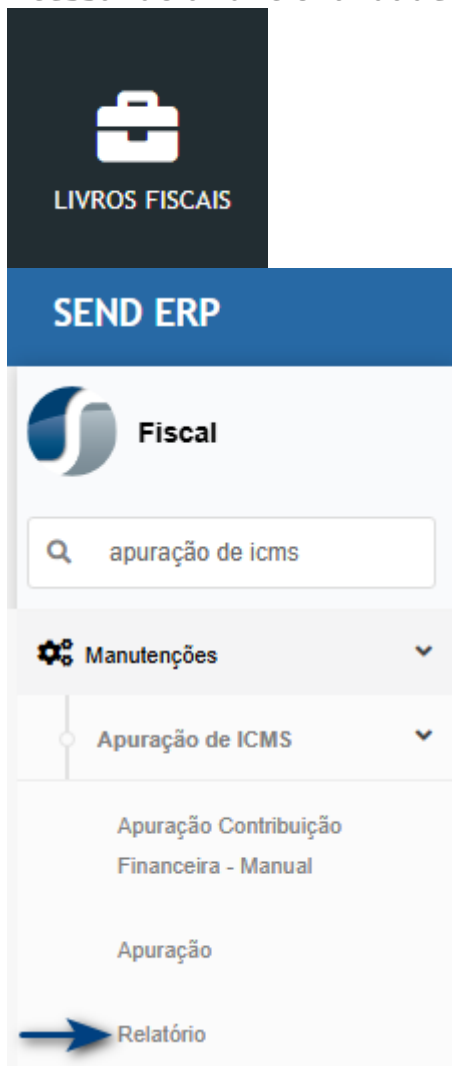 LIVROS FISCAIS
SEND ERP
Fiscal
apuração de icms
Manutenções
Apuração de ICMS
Apuração Contribuição
Financeira - Manual
Apuração
Relatório